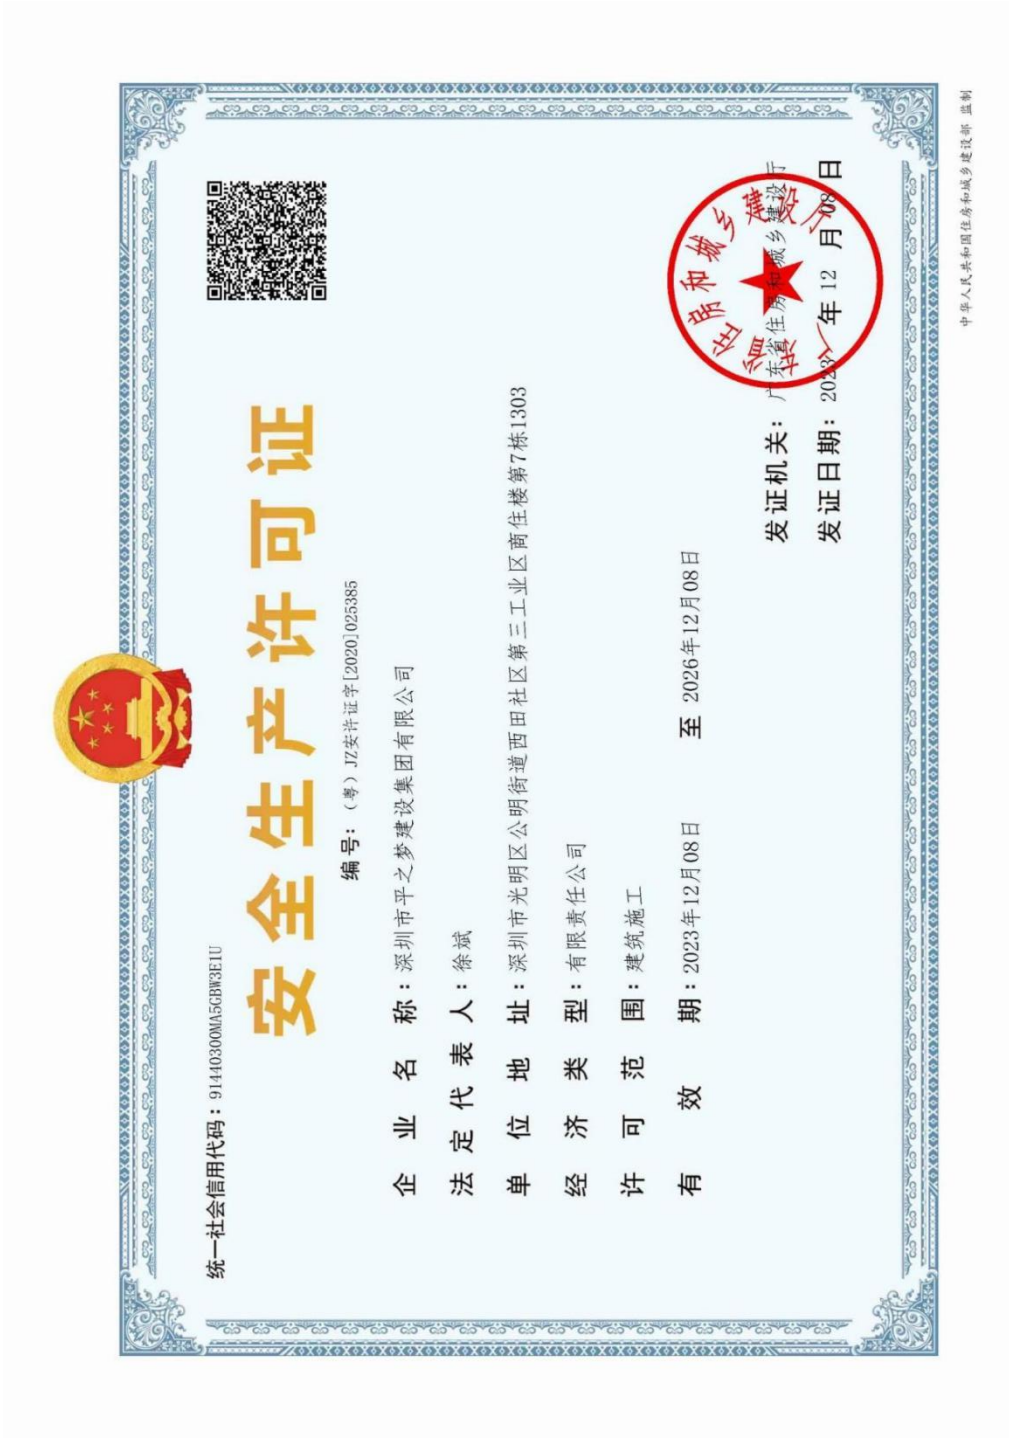 统一社会信用代码：91440300MA5GBW3E1U
安全生产许可证
编号：（粤）JZ安许证字[2020]025385
企业名称：深圳市平之梦建设集团有限公司
法定代表人：徐斌
单位地址：深圳市光明区公明街道西田社区第三工业区商住楼第7栋1303
经济类型：有限责任公司
许可范围：建筑施工
有效期：2023年12月08日 至 2026年12月08日
发证机关：广东省住房和城乡建设厅
发证日期：2023年12月08日
省住房和城乡建设厅
中华人民共和国住房和城乡建设部 监制